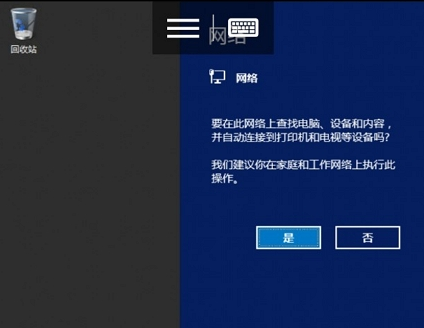 回收站
网络
网络
要在此网络上查找电脑、设备和内容，
并自动连接到打印机和电视等设备吗?
我们建议你在家庭和工作网络上执行此
操作。
是
否